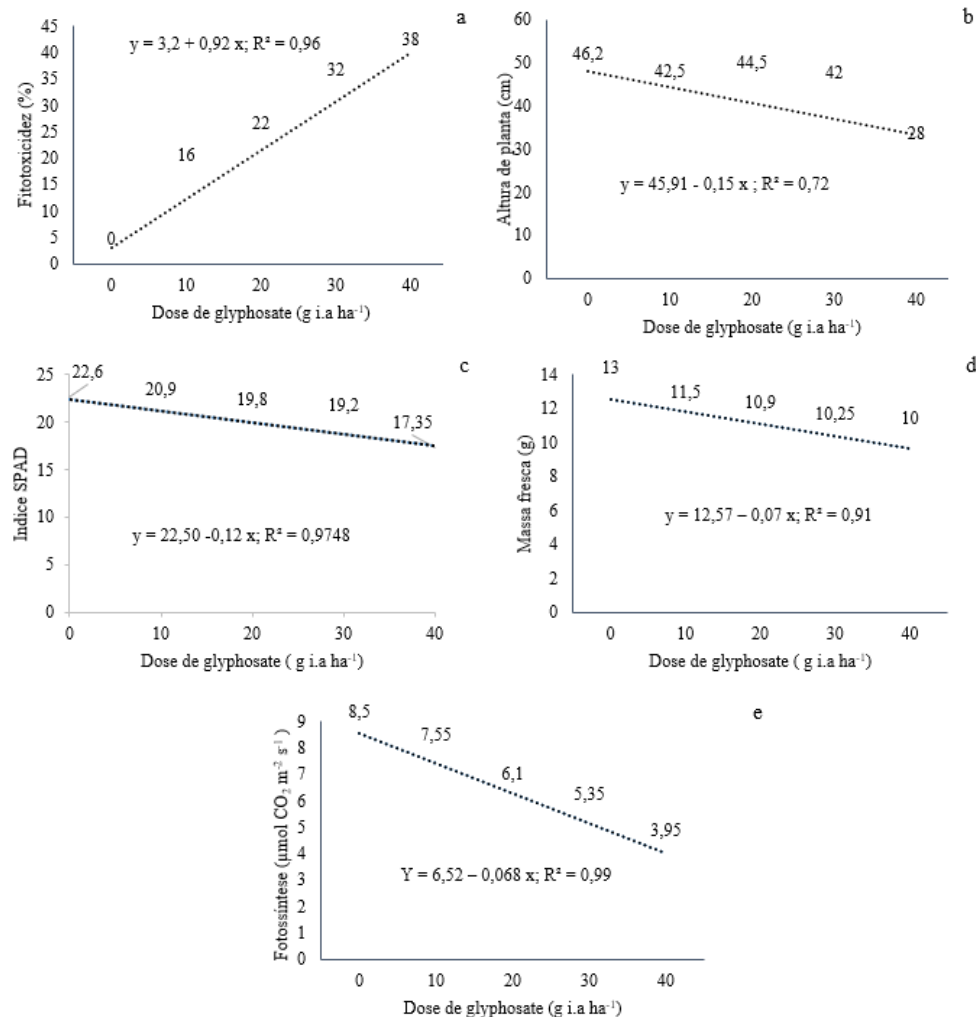 a
y = 3,2 + 0,92 x; R² = 0,96
Fitotoxicidez (%)
45
40
35
30
25
20
15
10
5
0
0
16
22
32
38
0 10 20 30 40
Dose de glyphosate (g i.a ha⁻¹)
b
Altura de planta (cm)
60
50
40
30
20
10
0
46,2
42,5
44,5
42
28
y = 45,91 - 0,15 x ; R² = 0,72
0 10 20 30 40
Dose de glyphosate (g i.a ha⁻¹)
c
Indice SPAD
25
20
15
10
5
0
22,6
20,9
19,8
19,2
17,35
y = 22,50 -0,12 x; R² = 0,9748
0 10 20 30 40
Dose de glyphosate ( g i.a ha⁻¹)
d
Massa fresca (g)
14
12
10
8
6
4
2
0
13
11,5
10,9
10,25
10
y = 12,57 – 0,07 x; R² = 0,91
0 10 20 30 40
Dose de glyphosate ( g i.a ha⁻¹)
e
Fotossíntese (µmol CO₂ m⁻² s⁻¹ )
9
8
7
6
5
4
3
2
1
0
8,5
7,55
6,1
5,35
3,95
Y = 6,52 – 0,068 x; R² = 0,99
0 10 20 30 40
Dose de glyphosate (g i.a ha⁻¹)